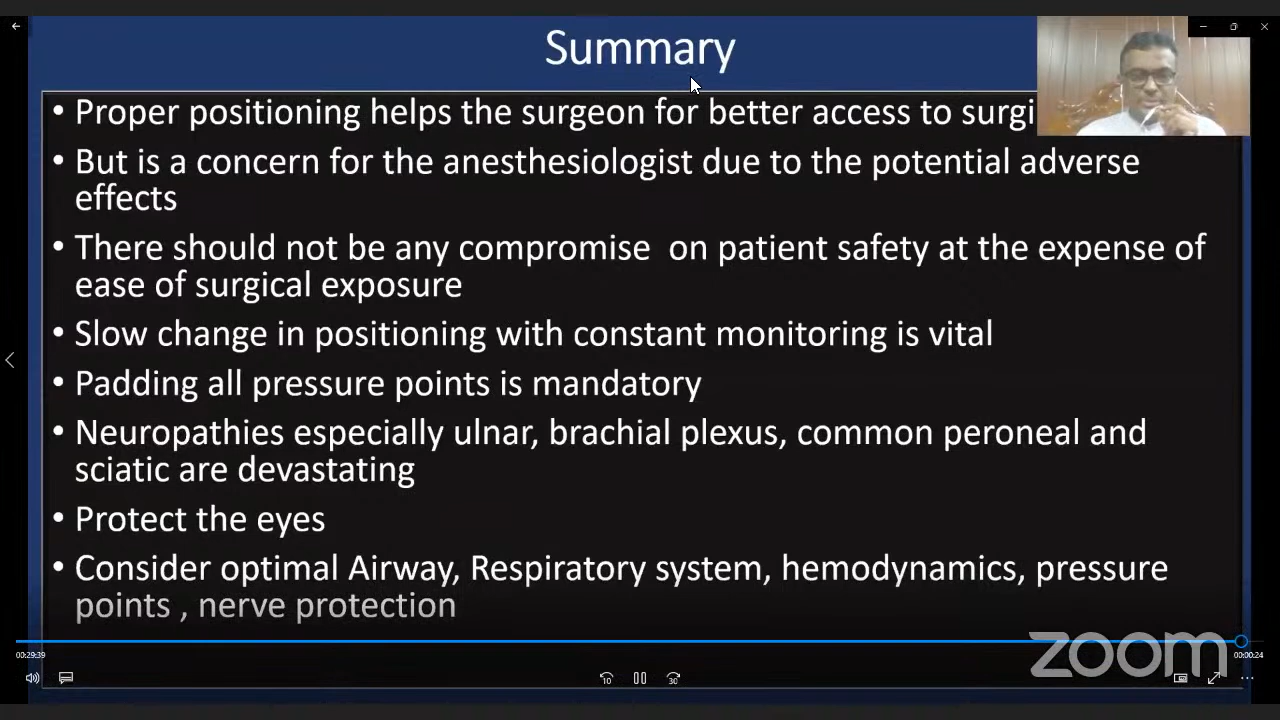 Summary
• Proper positioning helps the surgeon for better access to
• But is a concern for the anesthesiologist due to the potential adverse
effects
• There should not be any compromise on patient safety at the expense of
ease of surgical exposure
• Slow change in positioning with constant monitoring is vital
• Padding all pressure points is mandatory
• Neuropathies especially ulnar, brachial plexus, common peroneal and
sciatic are devastating
• Protect the eyes
• Consider optimal Airway, Respiratory system, hemodynamics, pressure
points , nerve protection
zoom
00:29:39
00:00:24
10
30